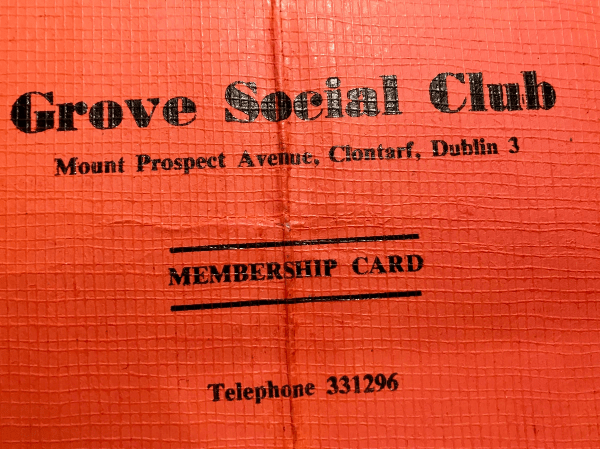 Grove Social Club
Mount Prospect Avenue, Clontarf, Dublin 3
MEMBERSHIP CARD
Telephone 331296